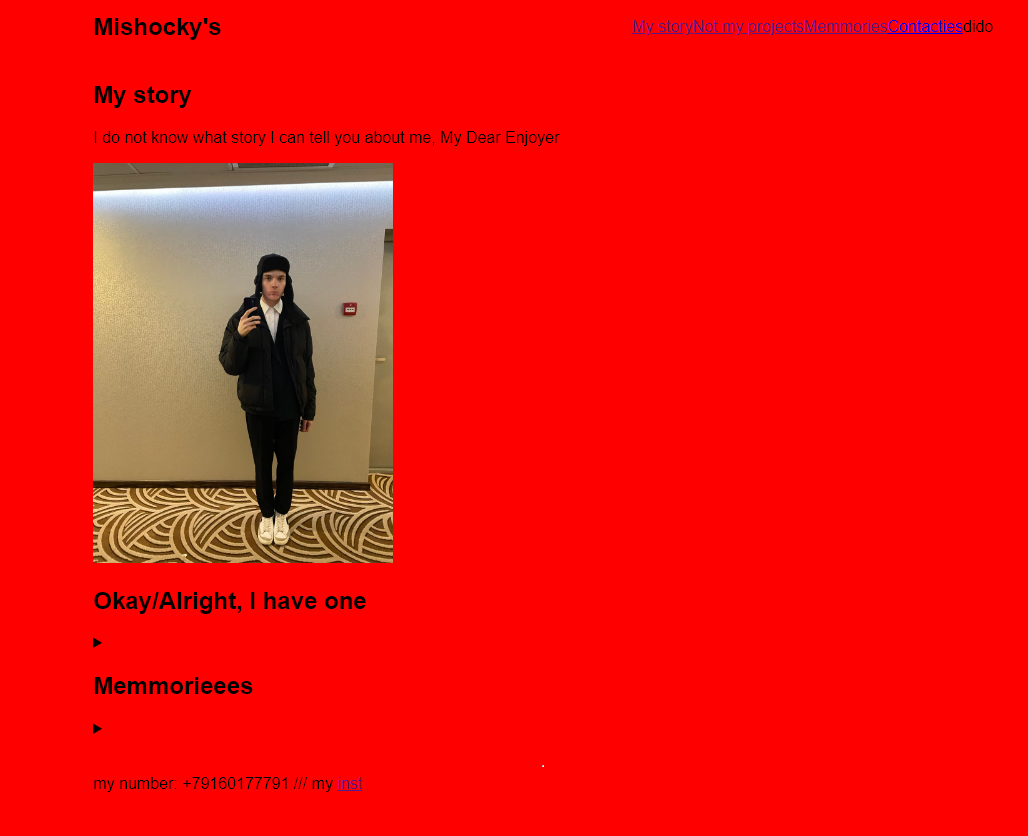 Mishocky's
My storyNot my projectsMemmoriesContactiesdido
My story
I do not know what story I can tell you about me, My Dear Enjoyer
Okay/Alright, I have one
Memmorieees
my number: +79160177791 /// my inst